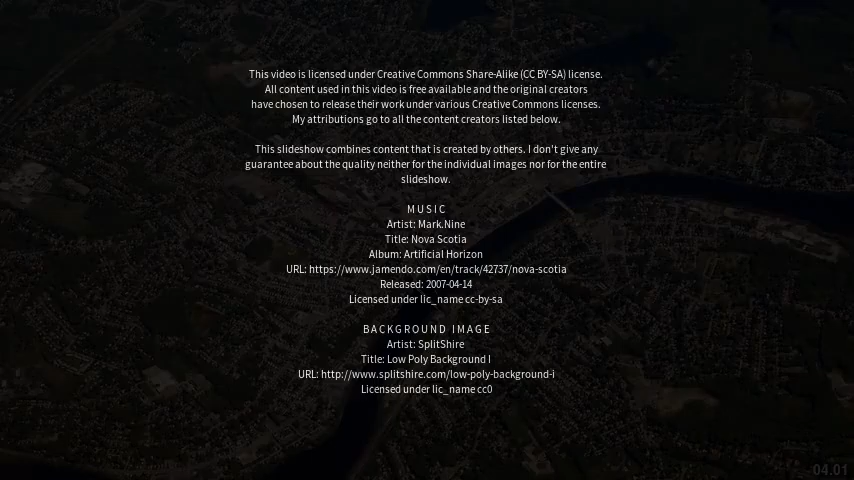 This video is licensed under Creative Commons Share-Alike (CC BY-SA) license.
All content used in this video is free available and the original creators
have chosen to release their work under various Creative Commons licenses.
My attributions go to all the content creators listed below.
This slideshow combines content that is created by others. I don't give any
guarantee about the quality neither for the individual images nor for the entire
slideshow.
MUSIC
Artist: Mark.Nine
Title: Nova Scotia
Album: Artificial Horizon
URL: https://www.jamendo.com/en/track/42737/nova-scotia
Released: 2007-04-14
Licensed under lic_name cc-by-sa
BACKGROUND IMAGE
Artist: SplitShire
Title: Low Poly Background I
URL: http://www.splitshire.com/low-poly-background-i
Licensed under lic_name cc0
04.01